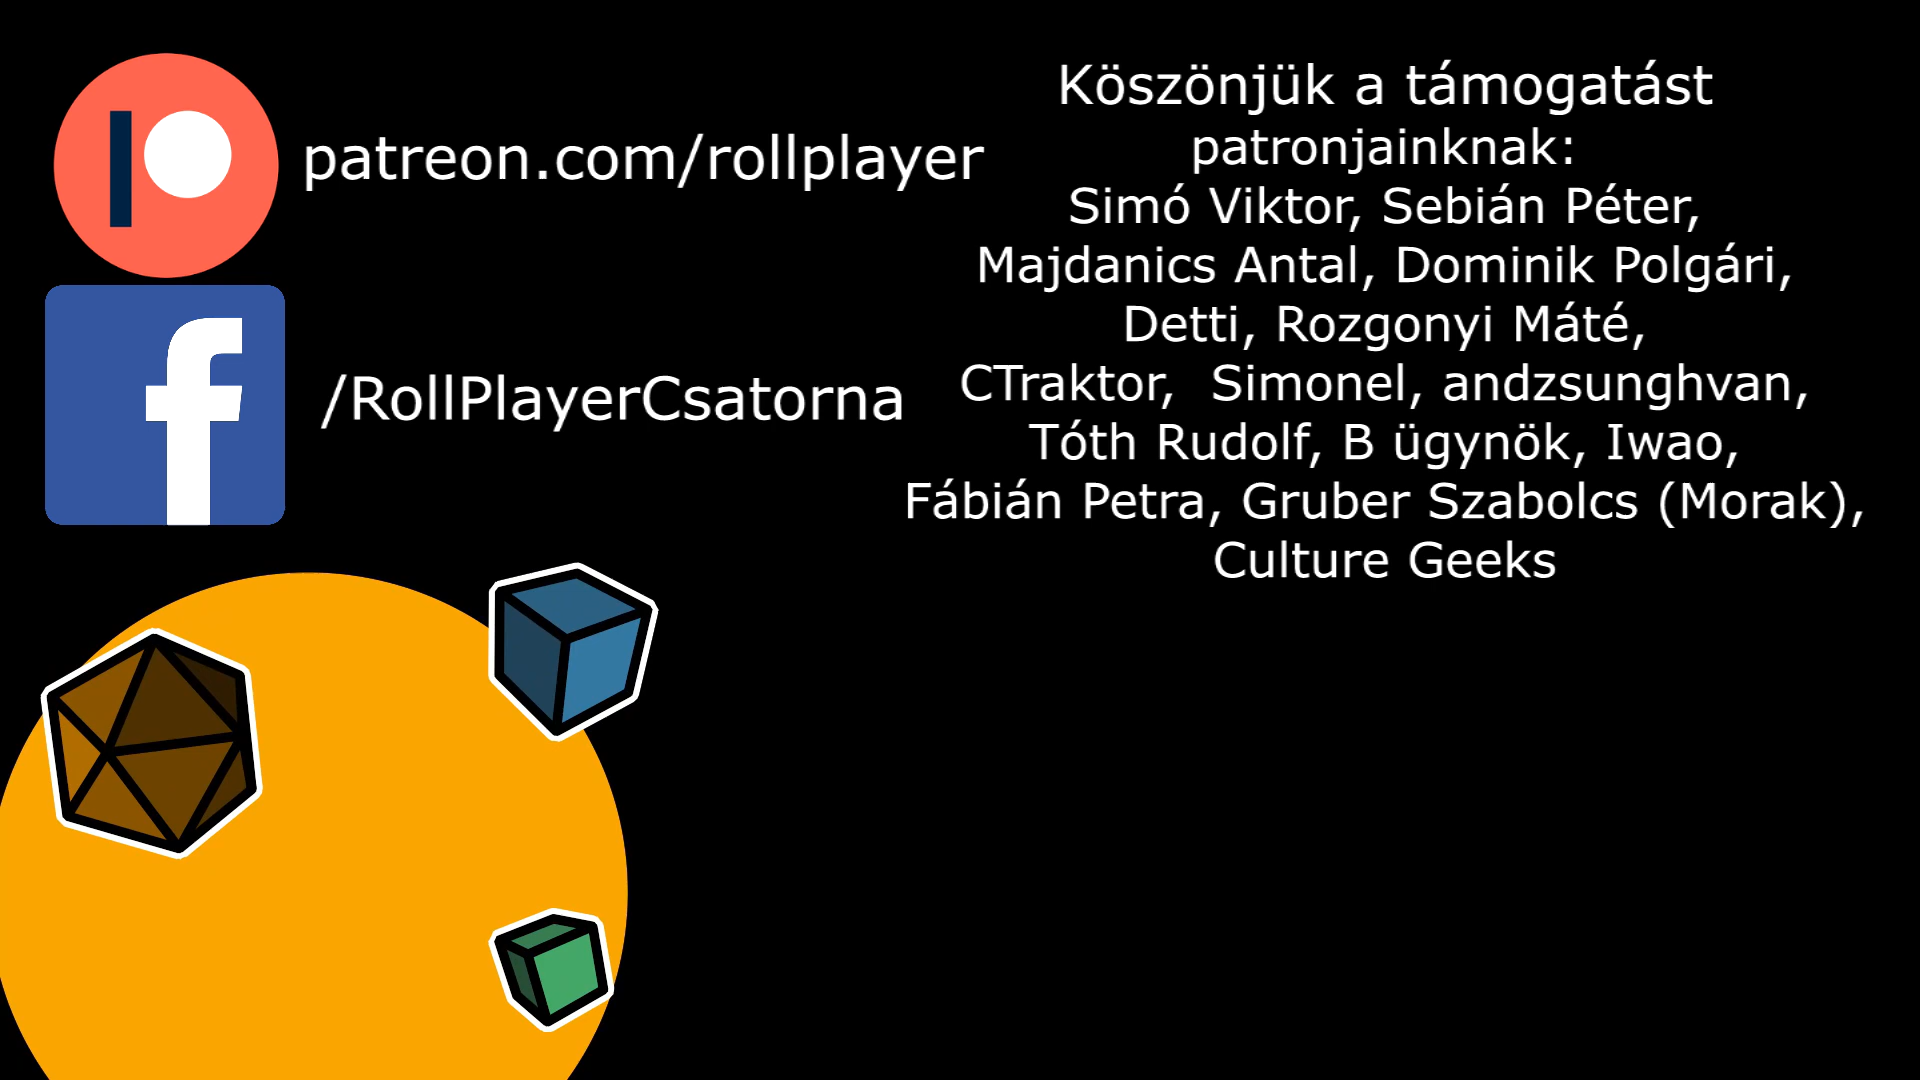 patreon.com/rollplayer
/RollPlayerCsatorna
Köszönjük a támogatást
patronjainknak:
Simó Viktor, Sebián Péter,
Majdanics Antal, Dominik Polgári,
Detti, Rozgonyi Máté,
CTraktor,  Simonel, andzsunghvan,
Tóth Rudolf, B ügynök, Iwao,
Fábián Petra, Gruber Szabolcs (Morak),
Culture Geeks